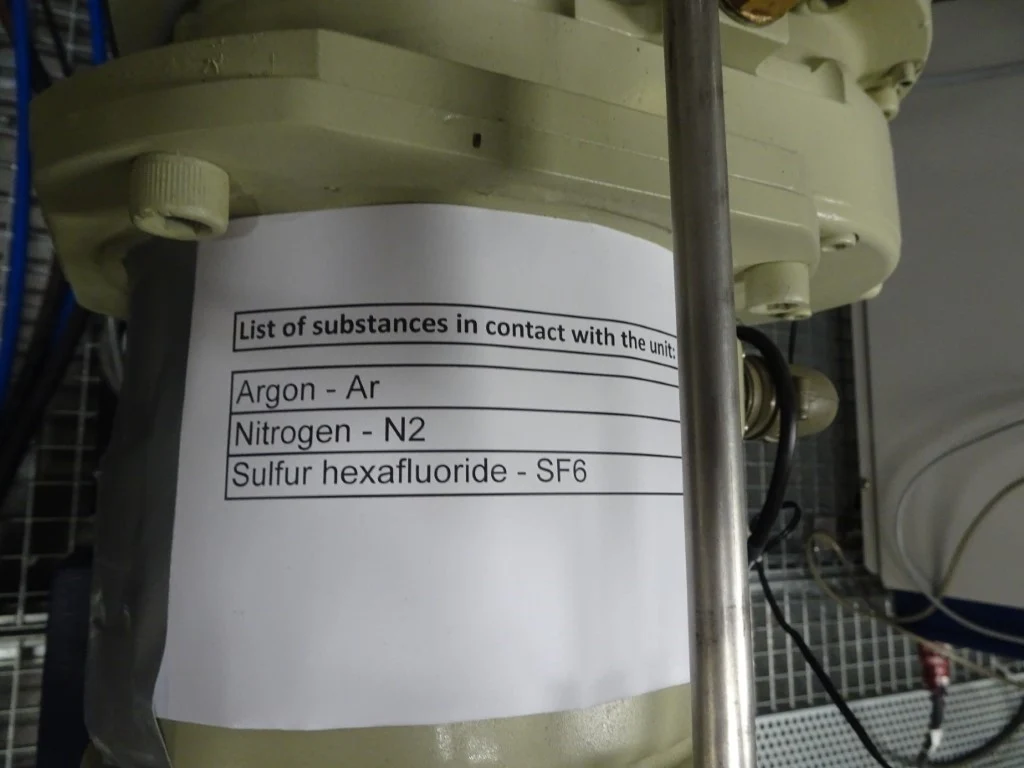 List of substances in contact with the unit:
Argon - Ar
Nitrogen - N2
Sulfur hexafluoride - SF6